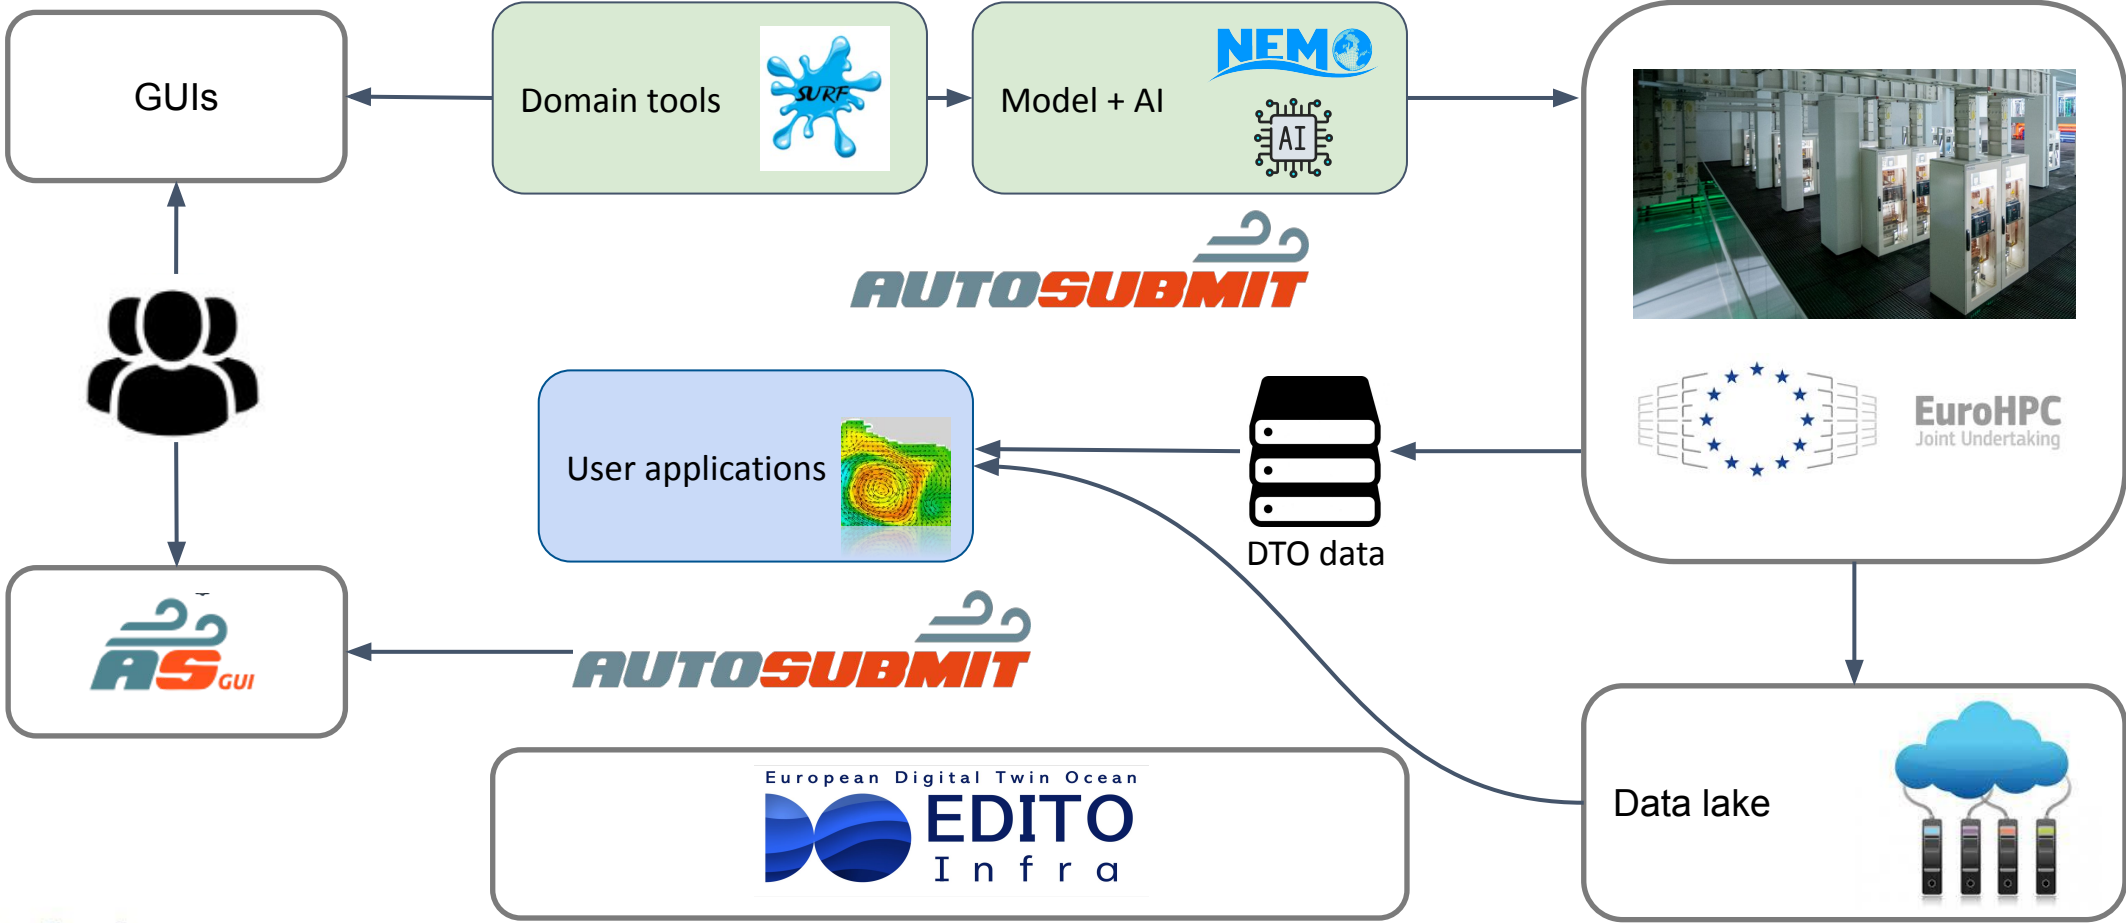 GUIs
Domain tools
SURF
Model + AI
NEMO
AI
AUTOSUBMIT
EuroHPC
Joint Undertaking
User applications
DTO data
AS GUI
AUTOSUBMIT
European Digital Twin Ocean
EDITO
Infra
Data lake